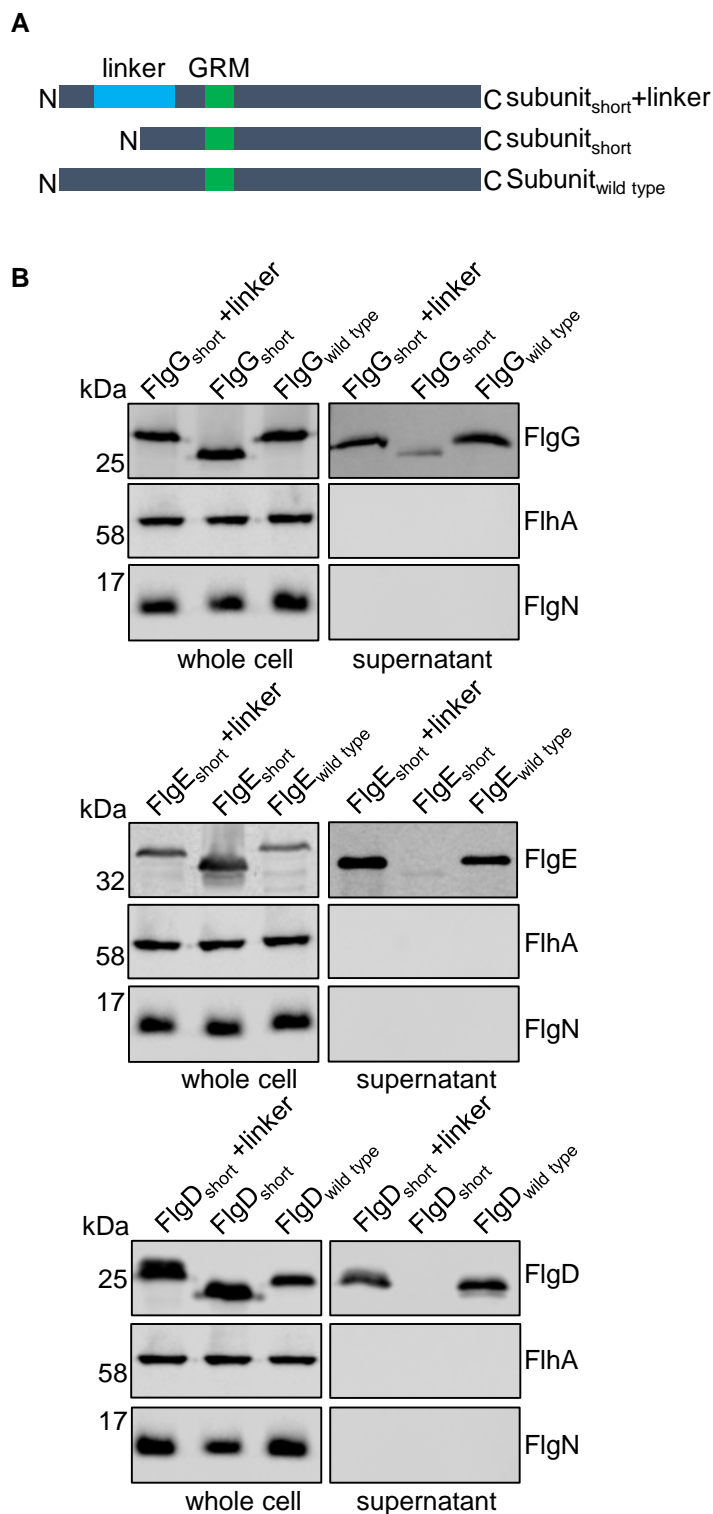 A
linker GRM
N C subunitshort+linker
N C subunitshort
N C Subunitwild type
B
kDa FlgGshort +linker FlgGshort FlgGwild type FlgGshort +linker FlgGshort FlgGwild type
25 FlgG
58 FlhA
17 FlgN
whole cell supernatant
kDa FlgEshort +linker FlgEshort FlgEwild type FlgEshort +linker FlgEshort FlgEwild type
32 FlgE
58 FlhA
17 FlgN
whole cell supernatant
kDa FlgDshort +linker FlgDshort FlgDwild type FlgDshort +linker FlgDshort FlgDwild type
25 FlgD
58 FlhA
17 FlgN
whole cell supernatant